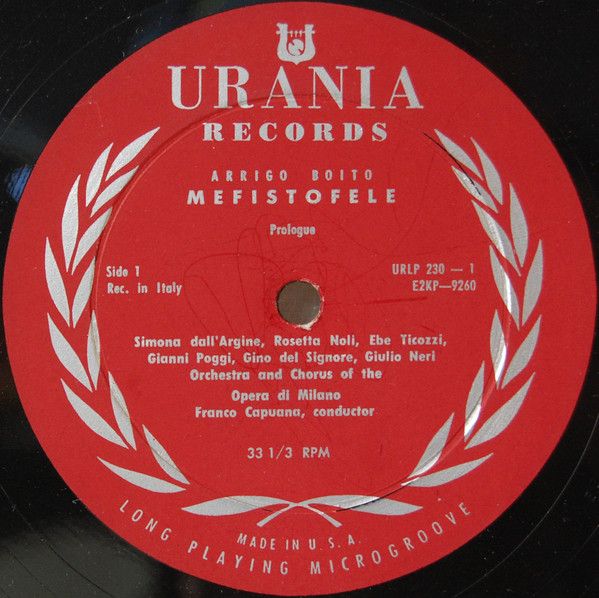 URANIA
RECORDS
ARRIGO BOITO
MEFISTOFELE
Prologue
Side 1
Rec. in Italy
URLP 230 — 1
E2KP—9260
Simona dall'Argine, Rosetta Noli, Ebe Ticozzi,
Gianni Poggi, Gino del Signore, Giulio Neri
Orchestra and Chorus of the
Opera di Milano
Franco Capuana, conductor
33 1/3 RPM
MADE IN U. S. A.
LONG PLAYING MICROGROOVE